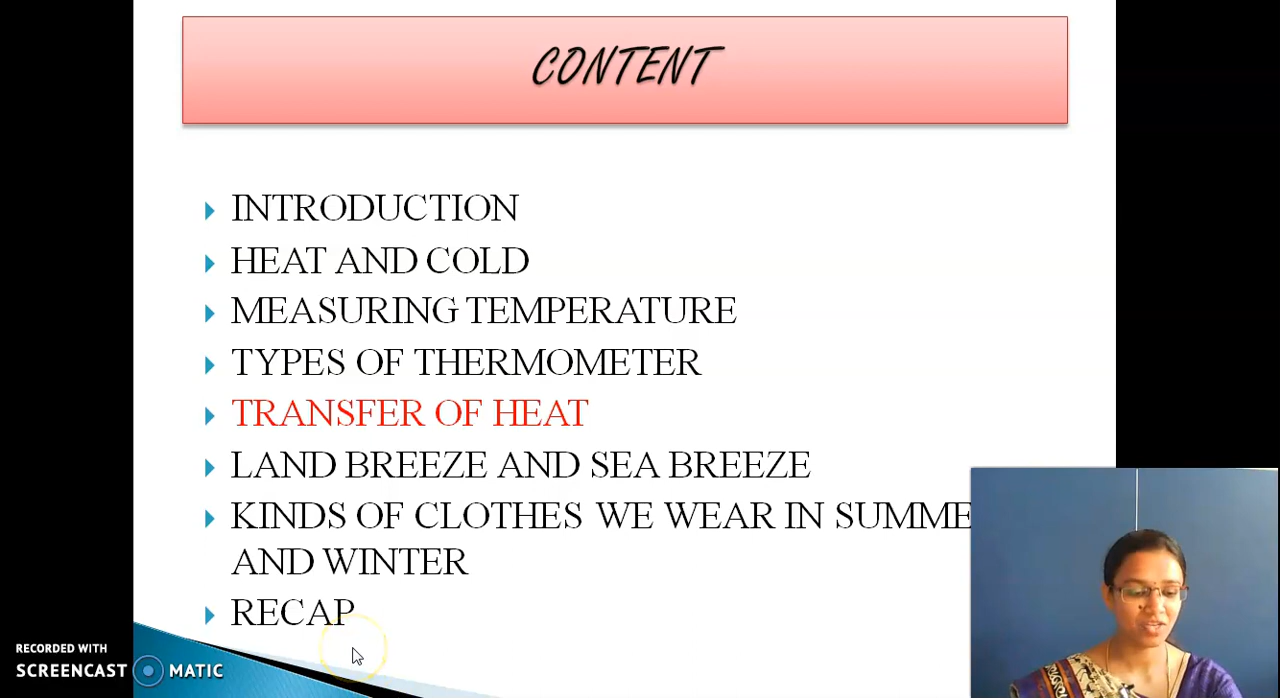 CONTENT
INTRODUCTION
HEAT AND COLD
MEASURING TEMPERATURE
TYPES OF THERMOMETER
TRANSFER OF HEAT
LAND BREEZE AND SEA BREEZE
KINDS OF CLOTHES WE WEAR IN SUMME
AND WINTER
RECAP
RECORDED WITH
SCREENCAST MATIC